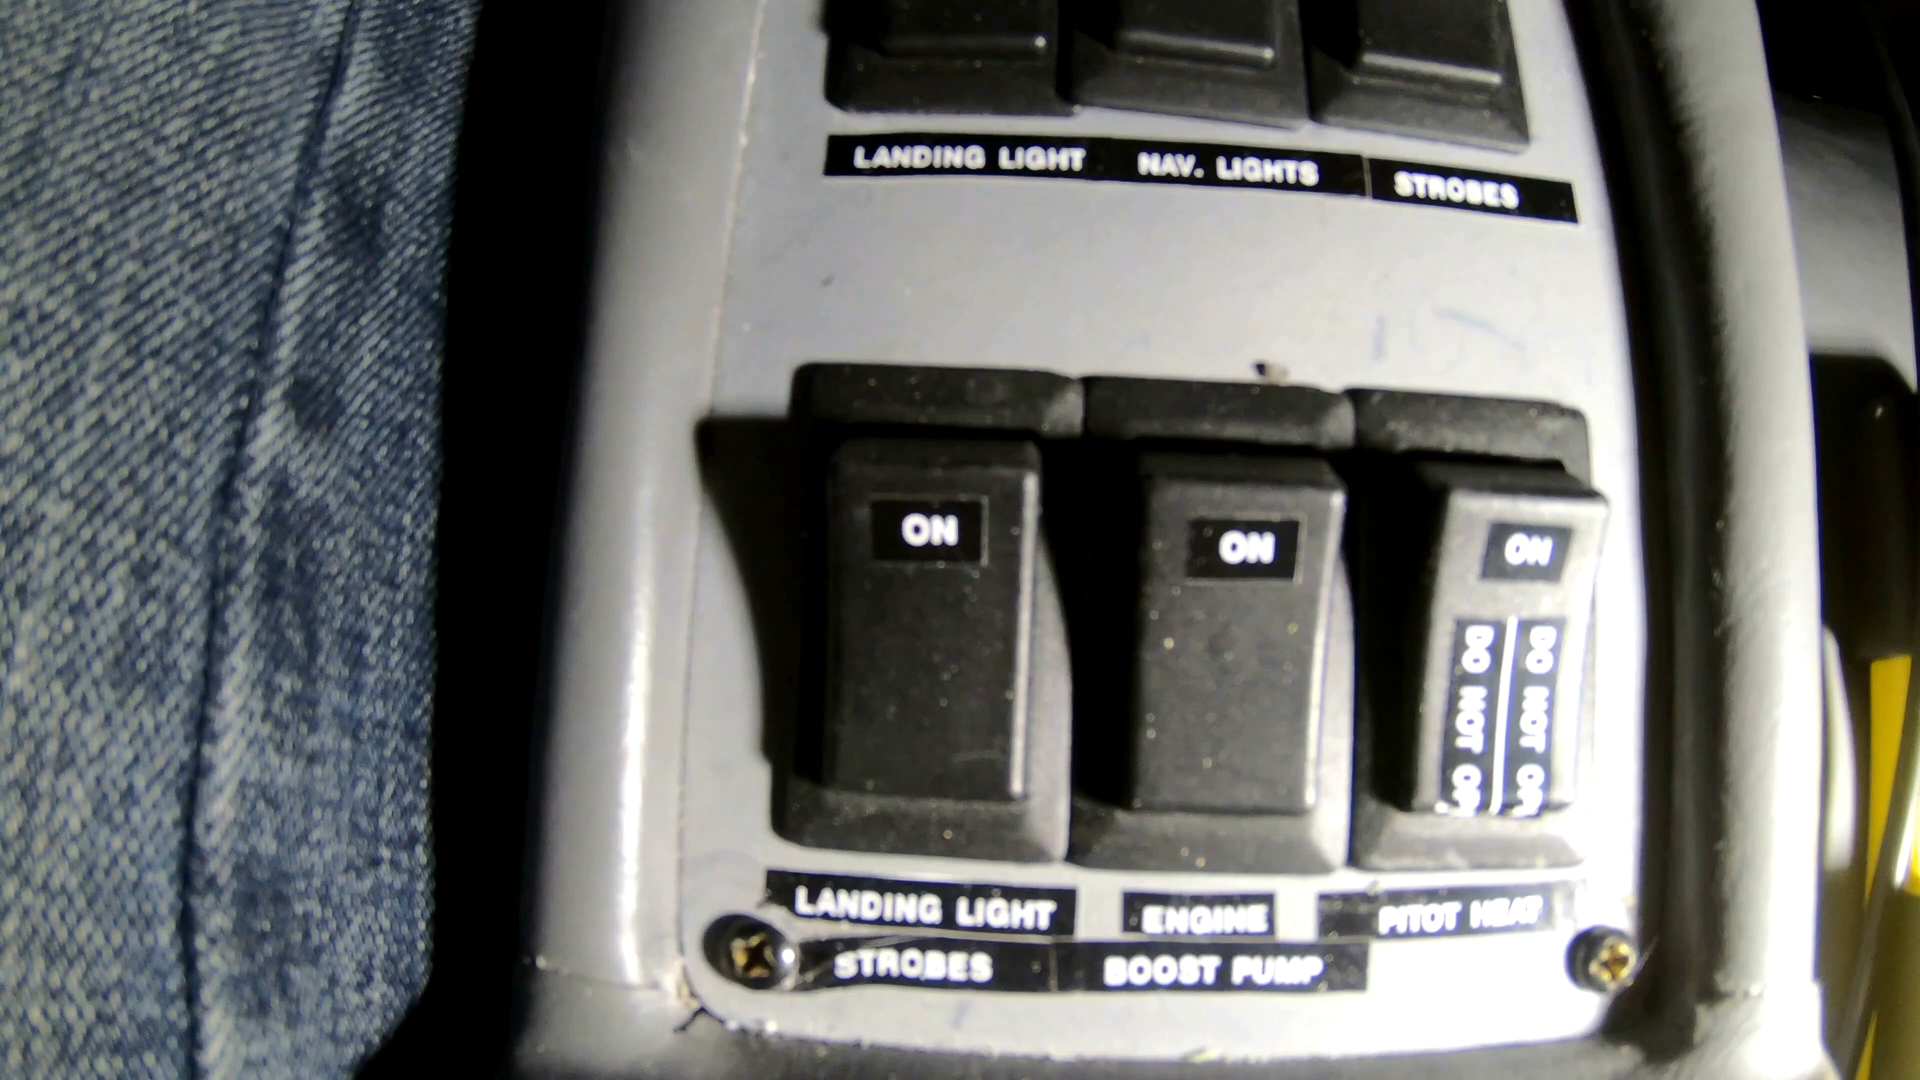 LANDING LIGHT NAV. LIGHTS STROBES
ON ON ON
DO NOT OP
DO NOT OP
LANDING LIGHT ENGINE PITOT HEAT
STROBES BOOST PUMP